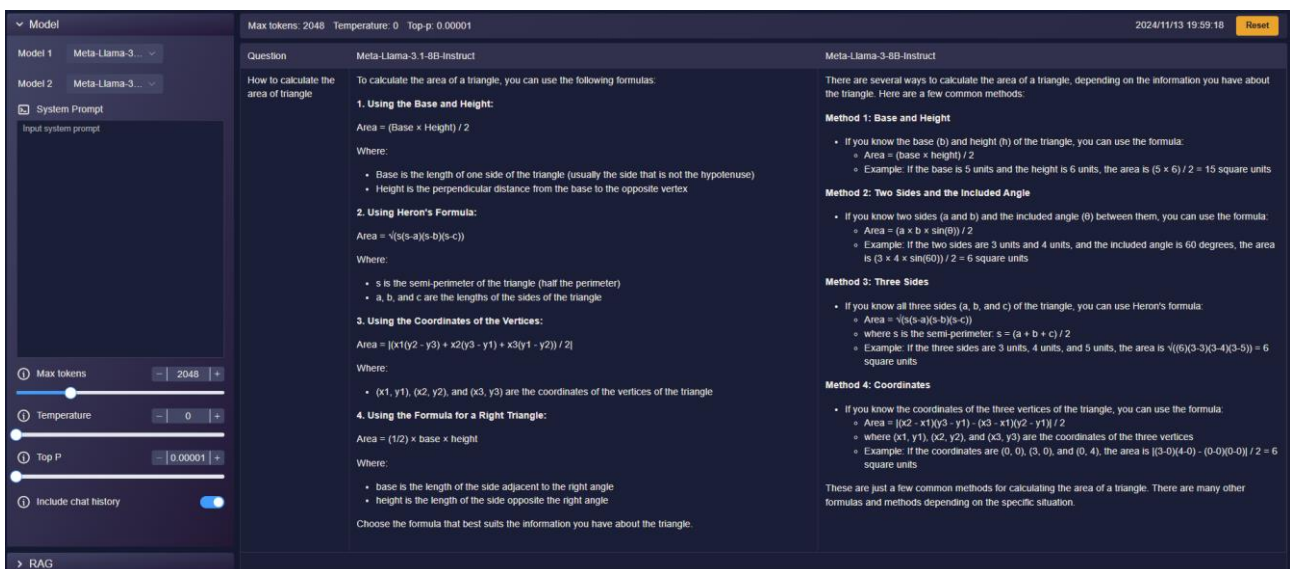 Model
Model 1 Meta-Llama-3... 
Model 2 Meta-Llama-3... 
System Prompt
Input system prompt
Max tokens - 2048 +
Temperature - 0 +
Top P - 0.00001 +
Include chat history
RAG
Max tokens: 2048 Temperature: 0 Top-p: 0.00001
2024/11/13 19:59:18 Reset
Question Meta-Llama-3.1-8B-Instruct Meta-Llama-3-8B-Instruct
How to calculate the
area of triangle
To calculate the area of a triangle, you can use the following formulas:
1. Using the Base and Height:
Area = (Base × Height) / 2
Where:
• Base is the length of one side of the triangle (usually the side that is not the hypotenuse)
• Height is the perpendicular distance from the base to the opposite vertex
2. Using Heron's Formula:
Area = √(s(s-a)(s-b)(s-c))
Where:
• s is the semi-perimeter of the triangle (half the perimeter)
• a, b, and c are the lengths of the sides of the triangle
3. Using the Coordinates of the Vertices:
Area = |(x1(y2 - y3) + x2(y3 - y1) + x3(y1 - y2)) / 2|
Where:
• (x1, y1), (x2, y2), and (x3, y3) are the coordinates of the vertices of the triangle
4. Using the Formula for a Right Triangle:
Area = (1/2) × base × height
Where:
• base is the length of the side adjacent to the right angle
• height is the length of the side opposite the right angle
Choose the formula that best suits the information you have about the triangle.
There are several ways to calculate the area of a triangle, depending on the information you have about
the triangle. Here are a few common methods:
Method 1: Base and Height
• If you know the base (b) and height (h) of the triangle, you can use the formula:
◦ Area = (base × height) / 2
◦ Example: If the base is 5 units and the height is 6 units, the area is (5 × 6) / 2 = 15 square units
Method 2: Two Sides and the Included Angle
• If you know two sides (a and b) and the included angle (θ) between them, you can use the formula:
◦ Area = (a × b × sin(θ)) / 2
◦ Example: If the two sides are 3 units and 4 units, and the included angle is 60 degrees, the area
is (3 × 4 × sin(60)) / 2 = 6 square units
Method 3: Three Sides
• If you know all three sides (a, b, and c) of the triangle, you can use Heron's formula:
◦ Area = √(s(s-a)(s-b)(s-c))
◦ where s is the semi-perimeter: s = (a + b + c) / 2
◦ Example: If the three sides are 3 units, 4 units, and 5 units, the area is √((6)(3-3)(3-4)(3-5)) = 6
square units
Method 4: Coordinates
• If you know the coordinates of the three vertices of the triangle, you can use the formula:
◦ Area = |(x2 - x1)(y3 - y1) - (x3 - x1)(y2 - y1)| / 2
◦ where (x1, y1), (x2, y2), and (x3, y3) are the coordinates of the three vertices
◦ Example: If the coordinates are (0, 0), (3, 0), and (0, 4), the area is |(3-0)(4-0) - (0-0)(0-0)| / 2 = 6
square units
These are just a few common methods for calculating the area of a triangle. There are many other
formulas and methods depending on the specific situation.